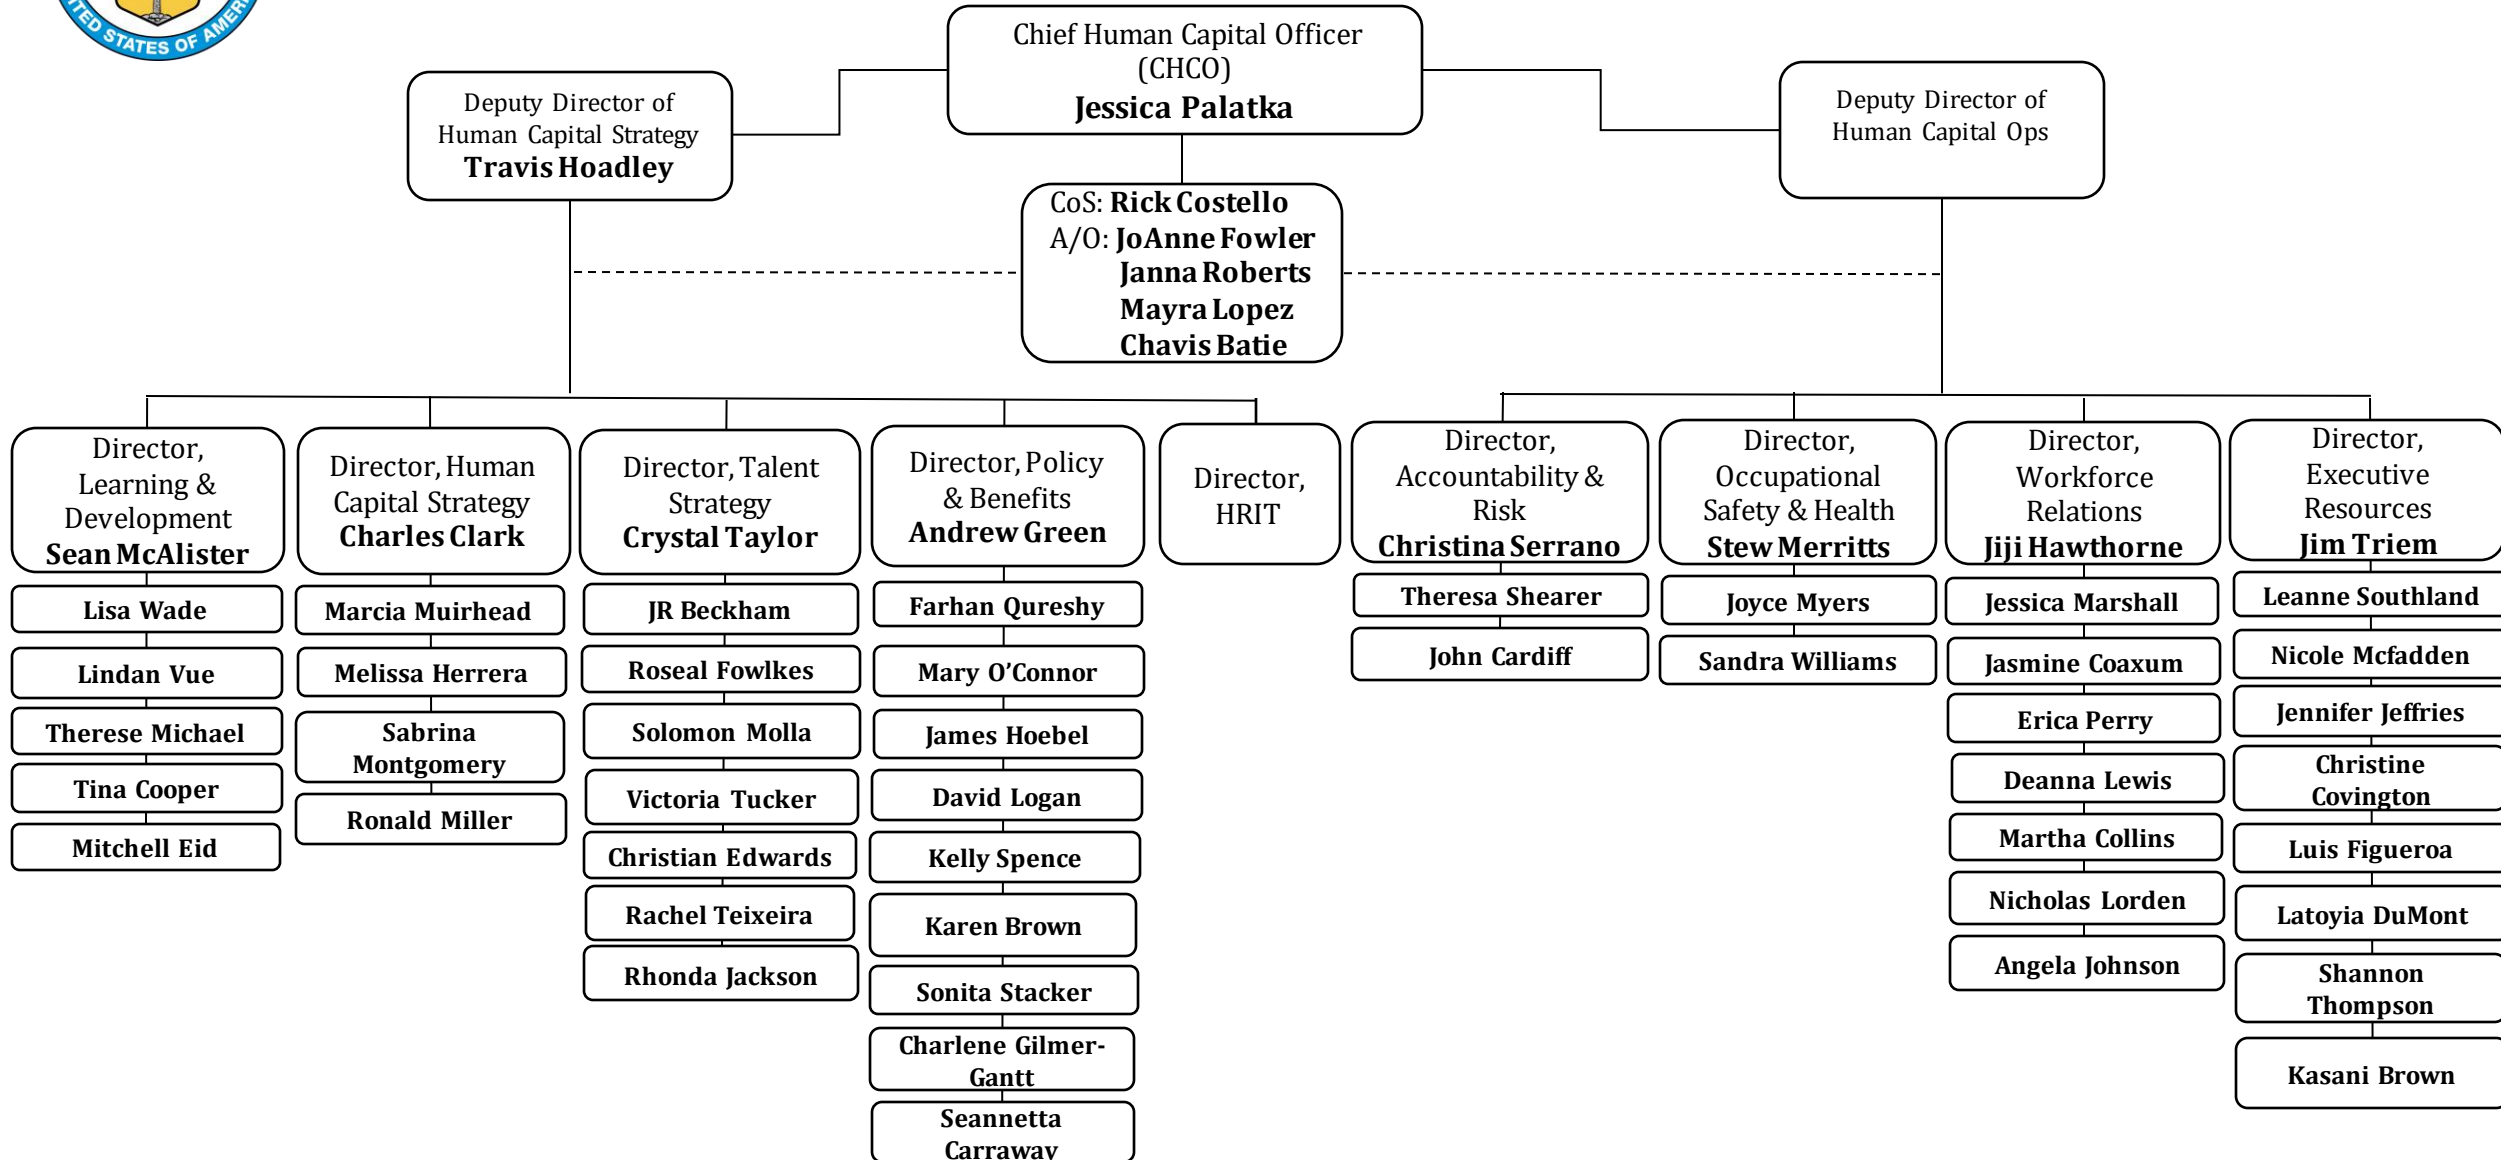 UNITED STATES OF AMERI
Chief Human Capital Officer
(CHCO)
Jessica Palatka
Deputy Director of
Human Capital Strategy
Travis Hoadley
Deputy Director of
Human Capital Ops
CoS: Rick Costello
A/O: JoAnne Fowler
Janna Roberts
Mayra Lopez
Chavis Batie
Director,
Learning &
Development
Sean McAlister
Lisa Wade
Lindan Vue
Therese Michael
Tina Cooper
Mitchell Eid
Director, Human
Capital Strategy
Charles Clark
Marcia Muirhead
Melissa Herrera
Sabrina
Montgomery
Ronald Miller
Director, Talent
Strategy
Crystal Taylor
JR Beckham
Roseal Fowlkes
Solomon Molla
Victoria Tucker
Christian Edwards
Rachel Teixeira
Rhonda Jackson
Director, Policy
& Benefits
Andrew Green
Farhan Qureshy
Mary O’Connor
James Hoebel
David Logan
Kelly Spence
Karen Brown
Sonita Stacker
Charlene Gilmer-
Gantt
Seannetta
Carraway
Director,
HRIT
Director,
Accountability &
Risk
Christina Serrano
Theresa Shearer
John Cardiff
Director,
Occupational
Safety & Health
Stew Merritts
Joyce Myers
Sandra Williams
Director,
Workforce
Relations
Jiji Hawthorne
Jessica Marshall
Jasmine Coaxum
Erica Perry
Deanna Lewis
Martha Collins
Nicholas Lorden
Angela Johnson
Director,
Executive
Resources
Jim Triem
Leanne Southland
Nicole Mcfadden
Jennifer Jeffries
Christine
Covington
Luis Figueroa
Latoyia DuMont
Shannon
Thompson
Kasani Brown